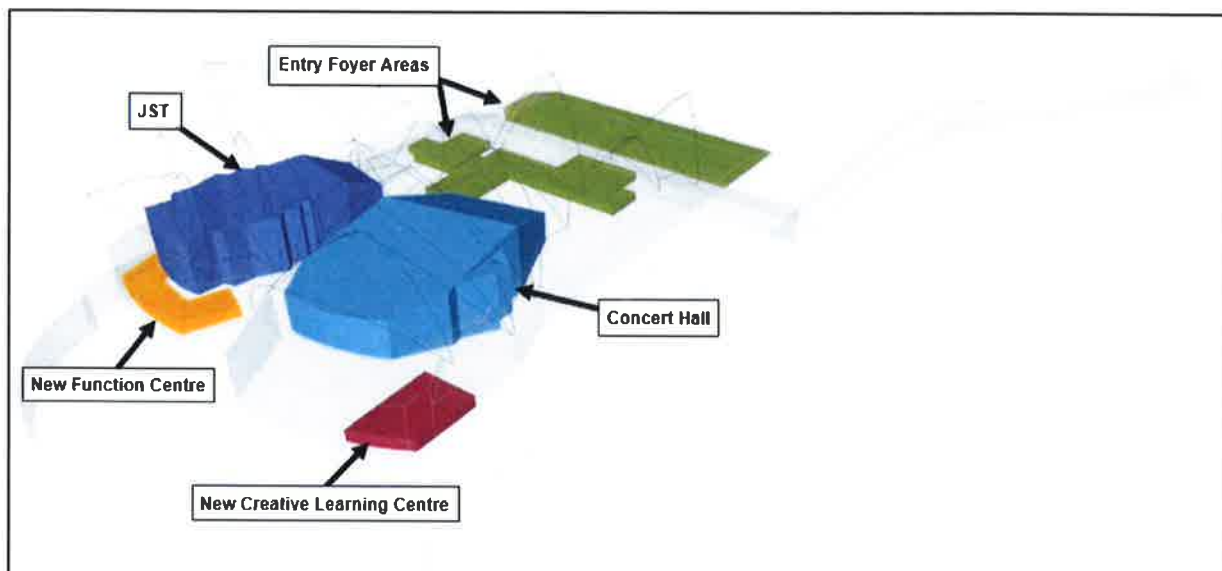 Entry Foyer Areas
JST
Concert Hall
New Function Centre
New Creative Learning Centre